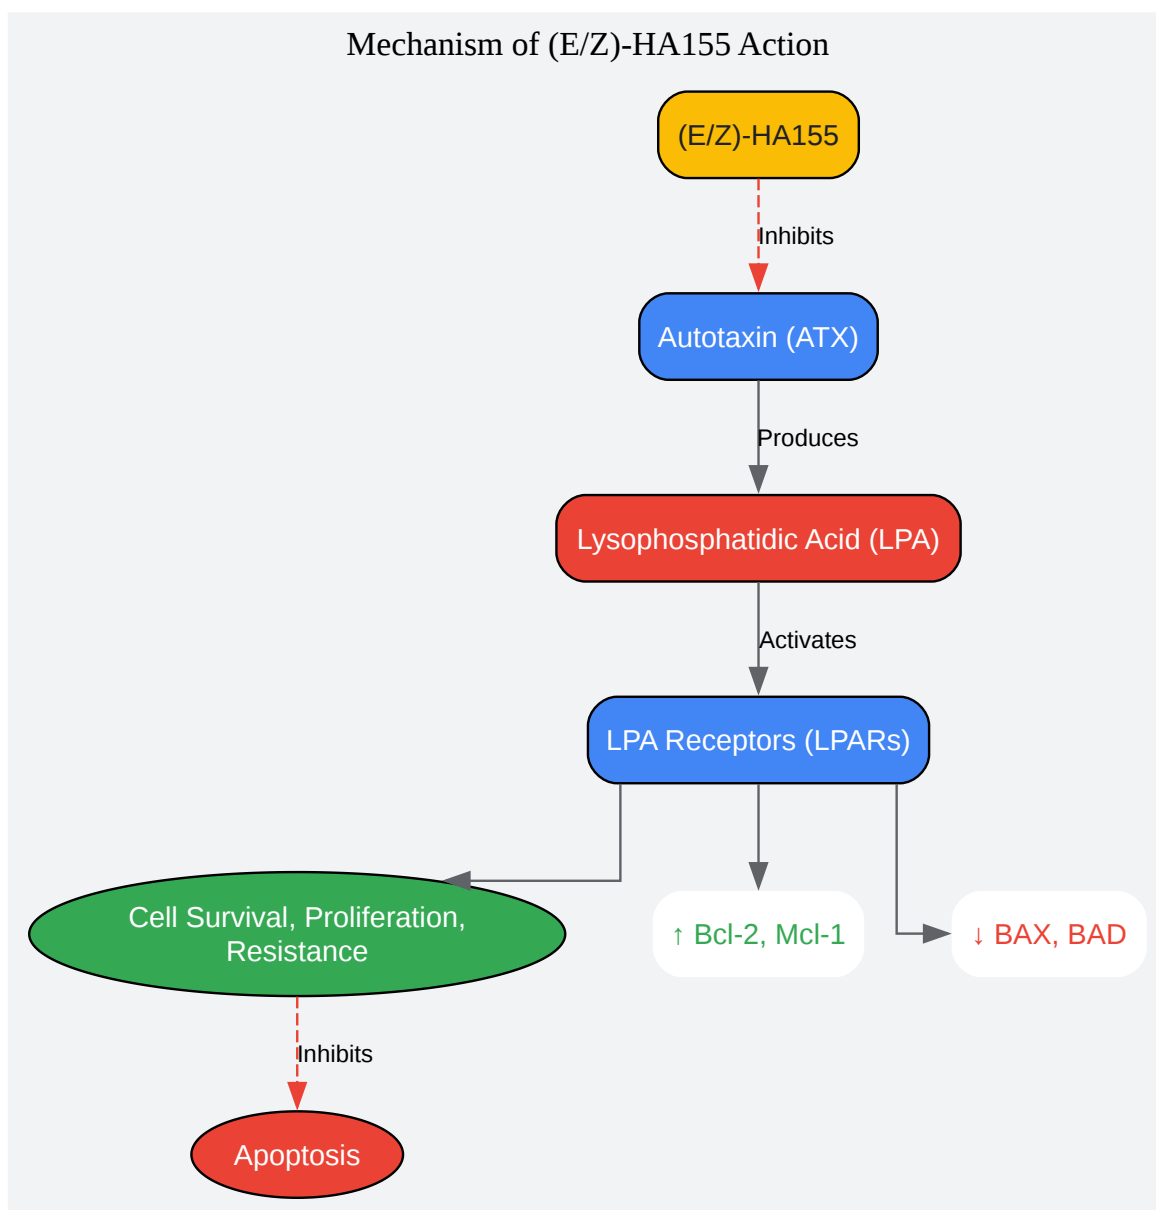 Mechanism of (E/Z)-HA155 Action
(E/Z)-HA155
Inhibits
Autotaxin (ATX)
Produces
Lysophosphatidic Acid (LPA)
Activates
LPA Receptors (LPARs)
Cell Survival, Proliferation,
Resistance
↑ Bcl-2, Mcl-1
↓ BAX, BAD
Inhibits
Apoptosis